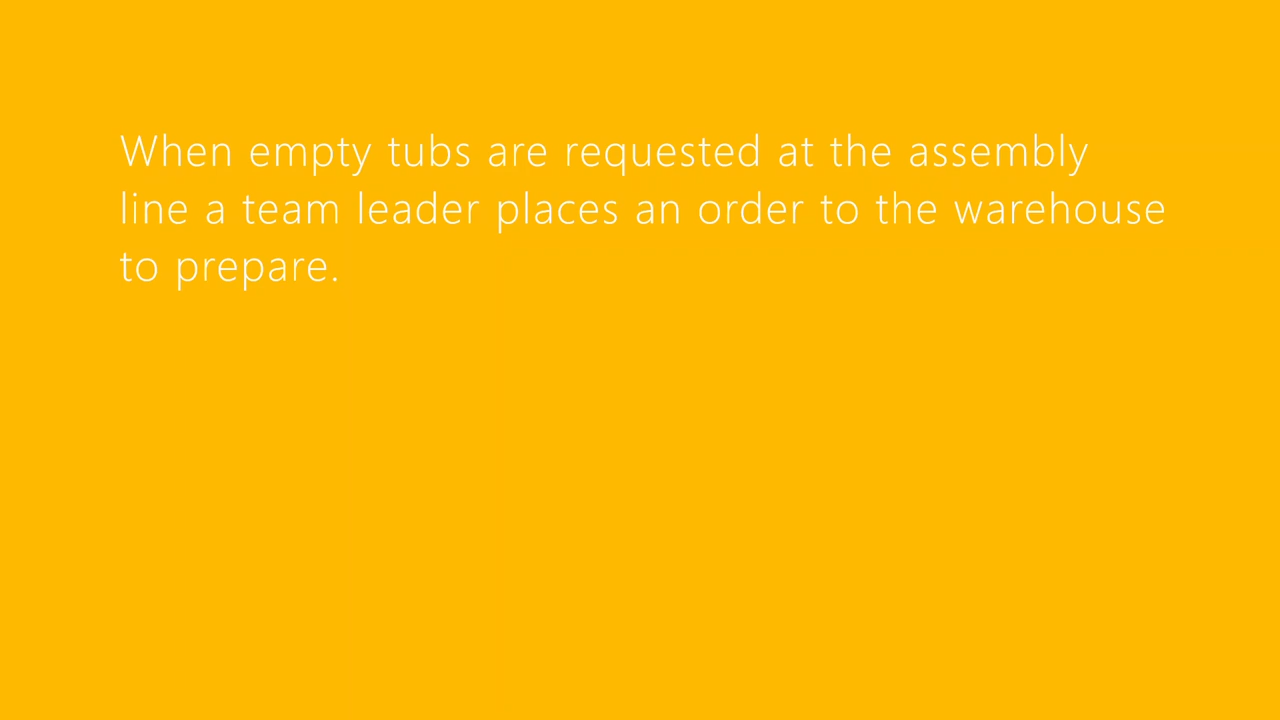 When empty tubs are requested at the assembly
line a team leader places an order to the warehouse
to prepare.